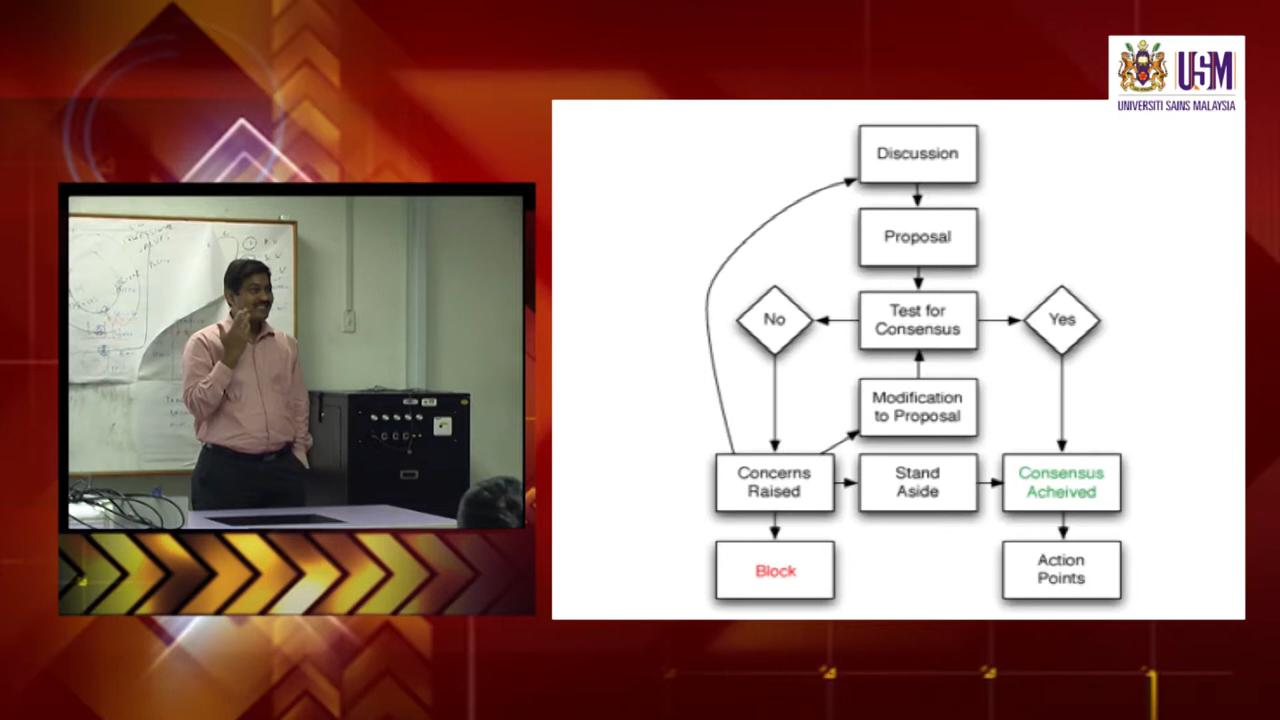 USM
UNIVERSITI SAINS MALAYSIA
Discussion
Proposal
No
Test for
Consensus
Yes
Modification
to Proposal
Concerns
Raised
Stand
Aside
Consensus
Acheived
Block
Action
Points